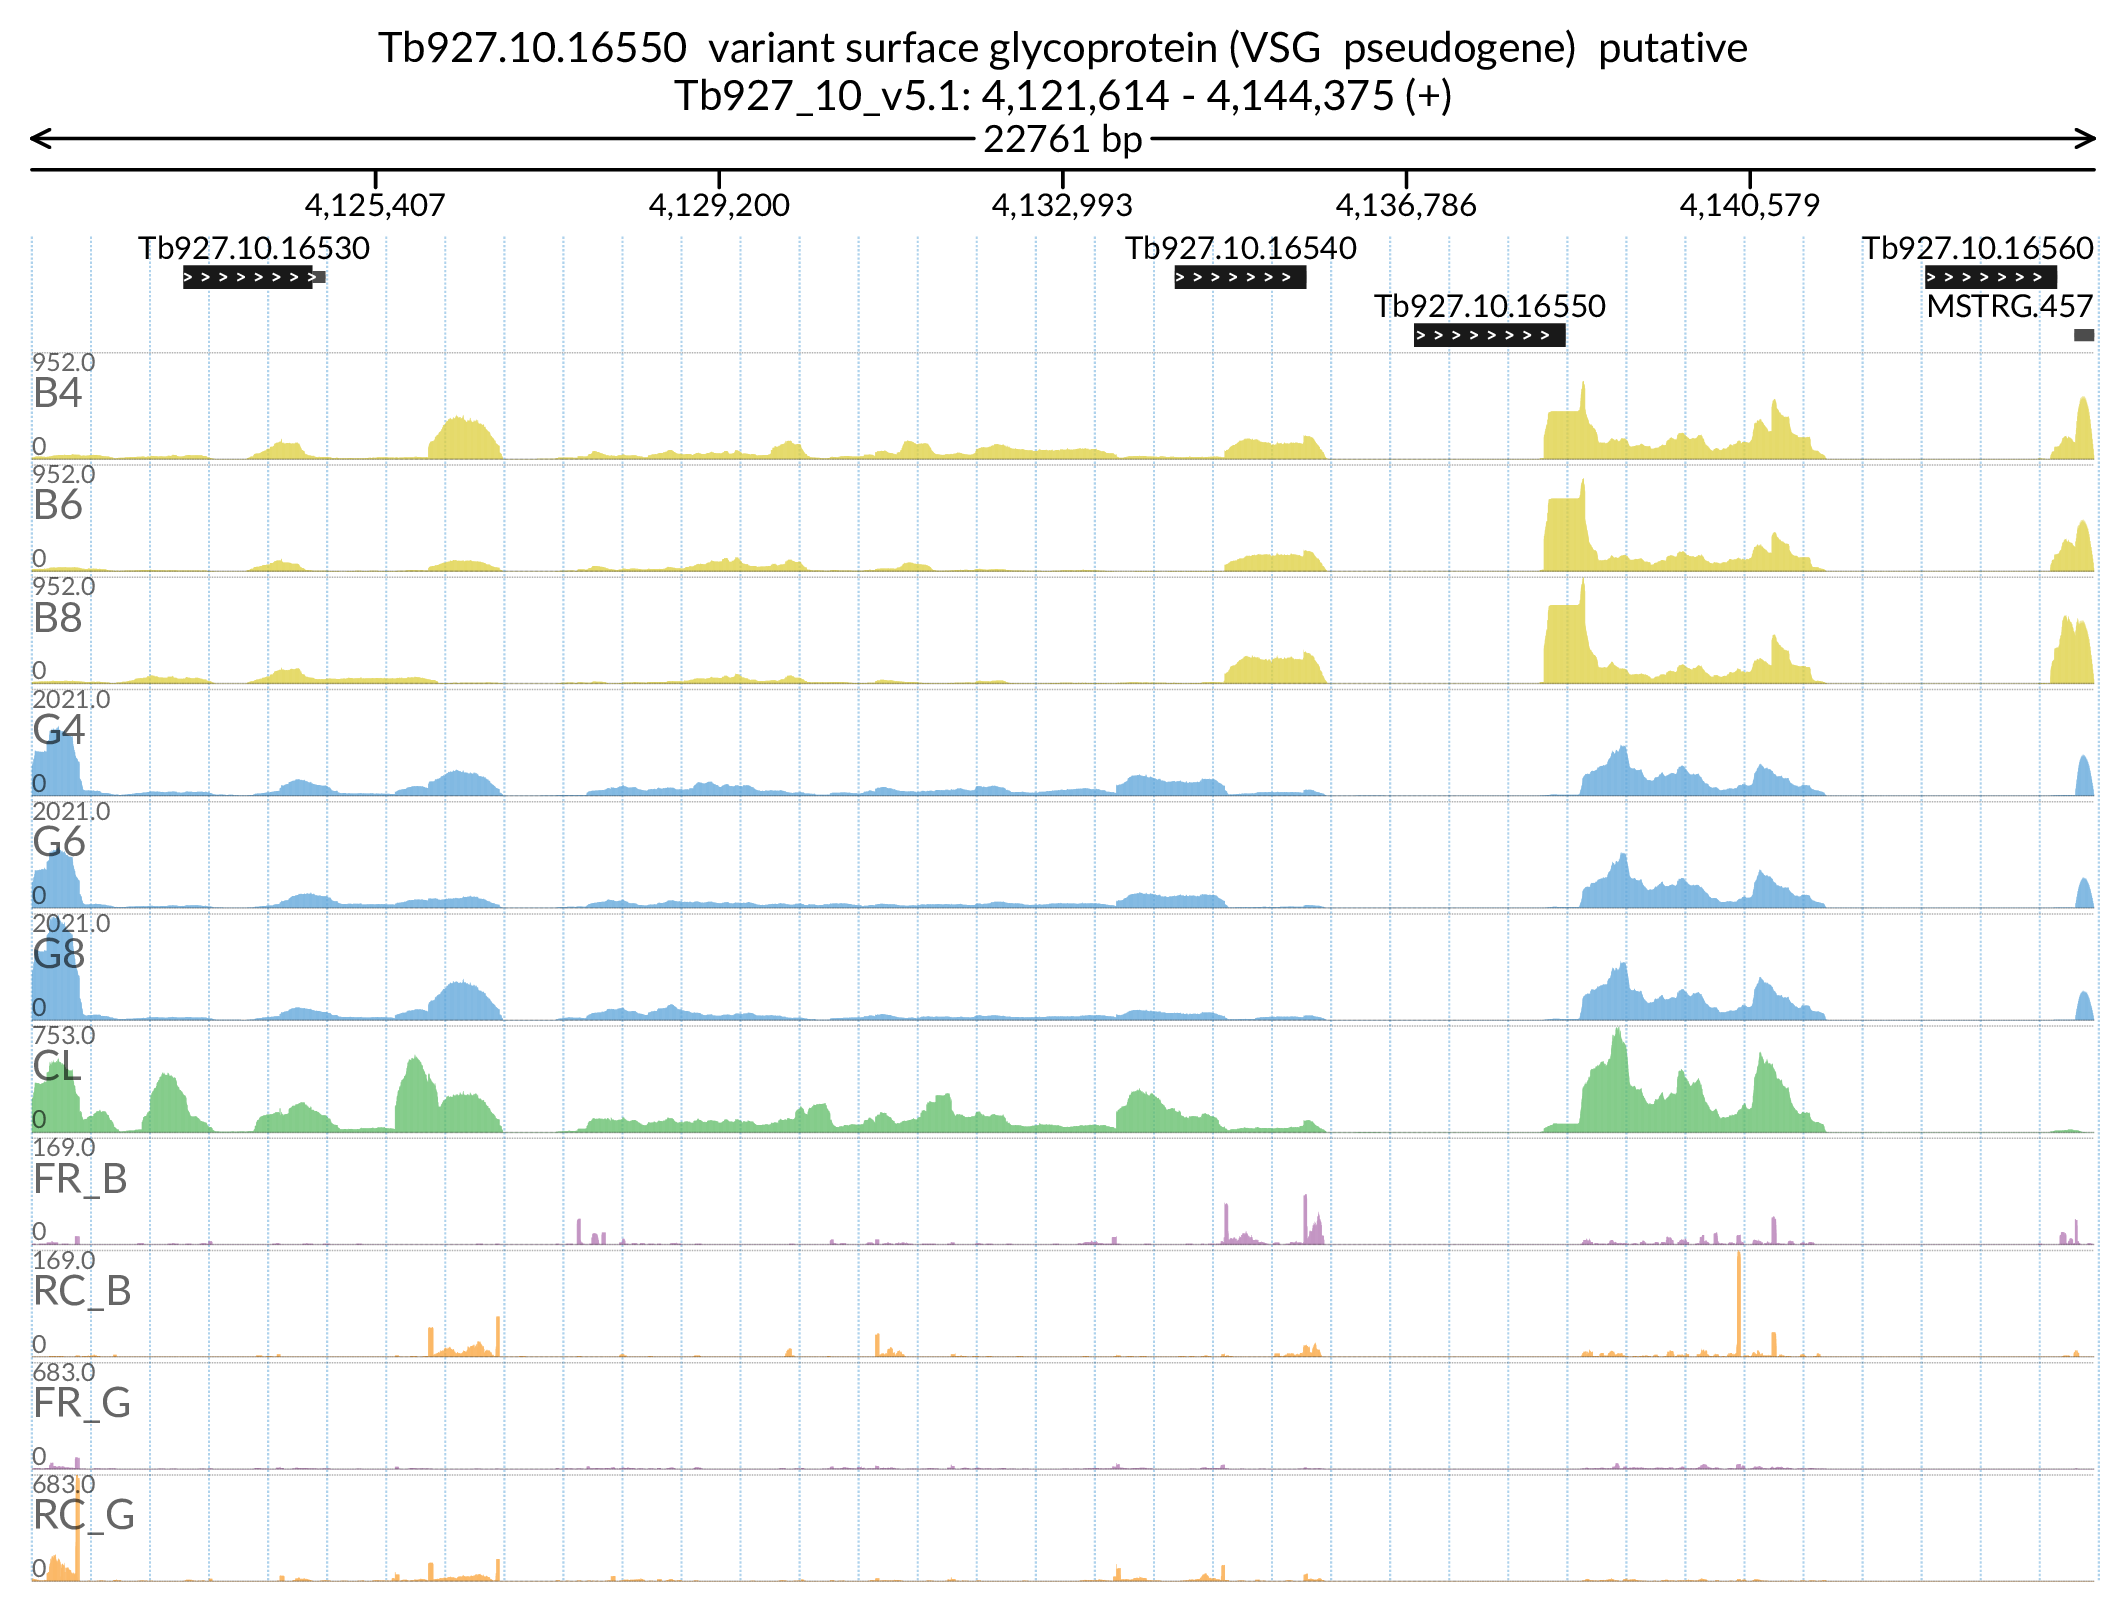 Tb927.10.16550 variant surface glycoprotein (VSG pseudogene) putative
Tb927_10_v5.1: 4,121,614 - 4,144,375 (+)
22761 bp
4,125,407 4,129,200 4,132,993 4,136,786 4,140,579
Tb927.10.16530 Tb927.10.16540 Tb927.10.16560
Tb927.10.16550 MSTRG.457
952.0
B4
0
952.0
B6
0
952.0
B8
0
2021.0
G4
0
2021.0
G6
0
2021.0
G8
0
753.0
CL
0
169.0
FR_B
0
169.0
RC_B
0
683.0
FR_G
0
683.0
RC_G
0